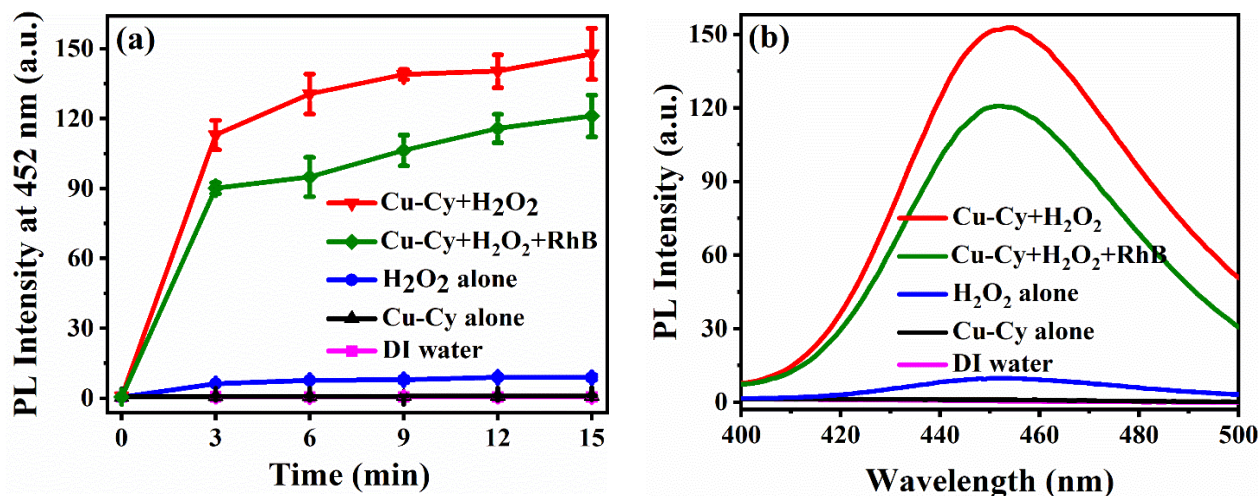 (a)
PL Intensity at 452 nm (a.u.)
150
120
90
60
30
0
Cu-Cy+H2O2
Cu-Cy+H2O2+RhB
H2O2 alone
Cu-Cy alone
DI water
0 3 6 9 12 15
Time (min)
(b)
PL Intensity (a.u.)
150
120
90
60
30
0
Cu-Cy+H₂O₂
Cu-Cy+H₂O₂+RhB
H₂O₂ alone
Cu-Cy alone
DI water
400 420 440 460 480 500
Wavelength (nm)